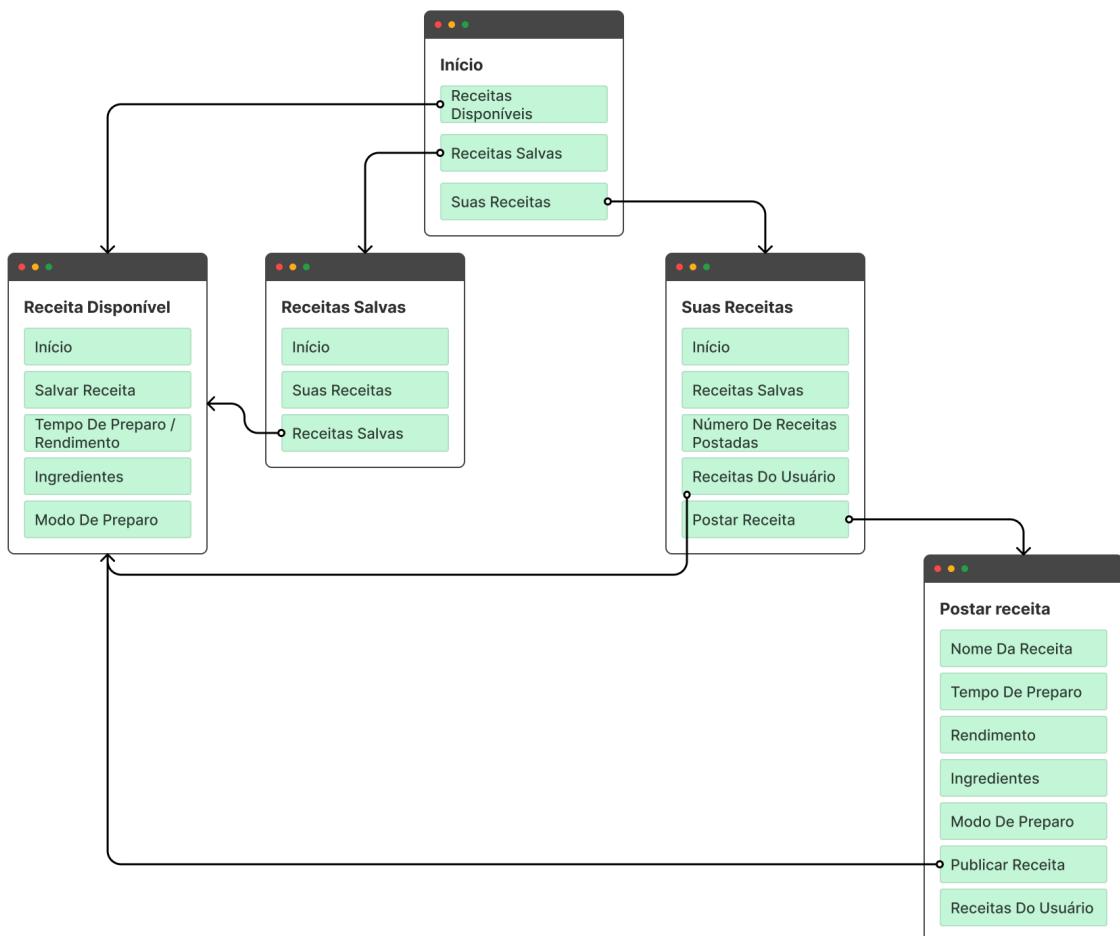 Início
Receitas
Disponíveis
Receitas Salvas
Suas Receitas
Receita Disponível
Início
Salvar Receita
Tempo De Preparo /
Rendimento
Ingredientes
Modo De Preparo
Receitas Salvas
Início
Suas Receitas
Receitas Salvas
Suas Receitas
Início
Receitas Salvas
Número De Receitas
Postadas
Receitas Do Usuário
Postar Receita
Postar receita
Nome Da Receita
Tempo De Preparo
Rendimento
Ingredientes
Modo De Preparo
Publicar Receita
Receitas Do Usuário